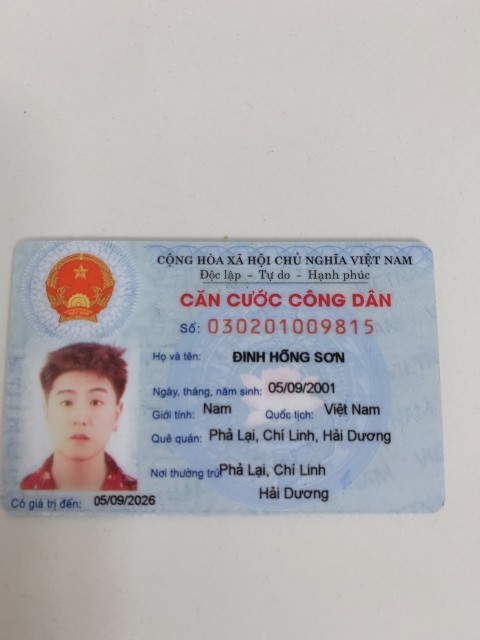 CỘNG HÒA XÃ HỘI CHỦ NGHĨA VIỆT NAM
Độc lập - Tự do - Hạnh phúc
CĂN CƯỚC CÔNG DÂN
Số: 030201009815
Họ và tên: ĐINH HỒNG SƠN
Ngày, tháng, năm sinh: 05/09/2001
Giới tính: Nam Quốc tịch: Việt Nam
Quê quán: Phả Lại, Chí Linh, Hải Dương
Nơi thường trú: Phả Lại, Chí Linh
Hải Dương
Có giá trị đến: 05/09/2026